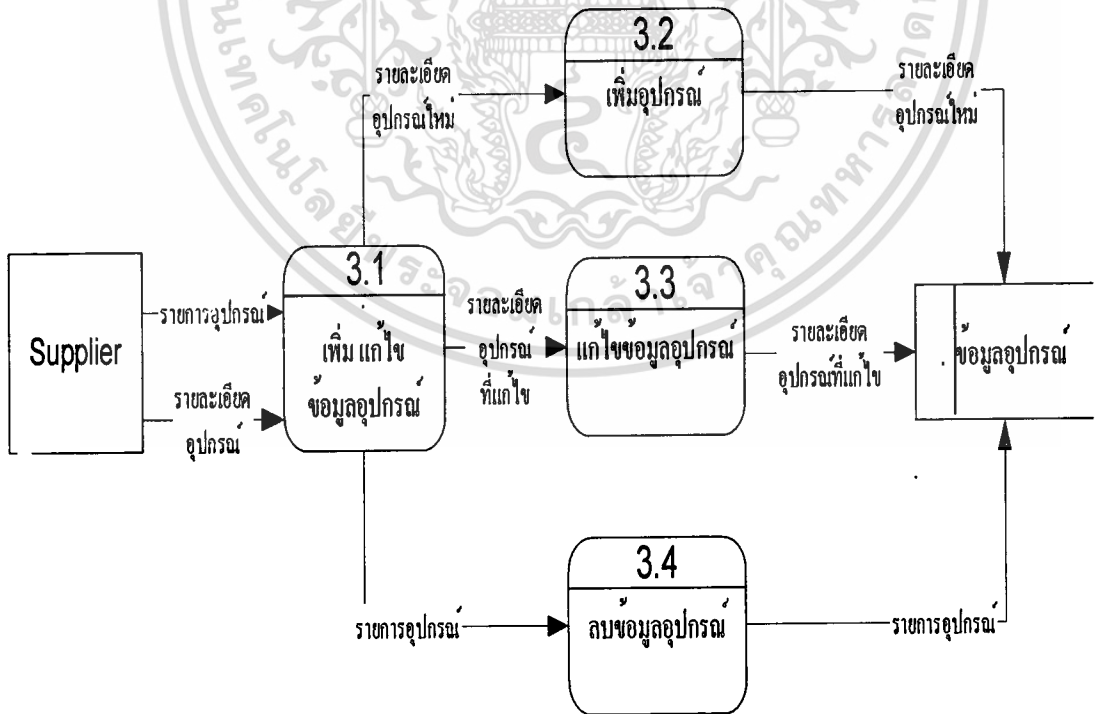 3.2
เพิ่มอุปกรณ์
รายละเอียด
อุปกรณ์ใหม่
รายละเอียด
อุปกรณ์ใหม่
Supplier
รายการอุปกรณ์
รายละเอียด
อุปกรณ์
3.1
เพิ่ม แก้ไข
ข้อมูลอุปกรณ์
รายละเอียด
อุปกรณ์
ที่แก้ไข
3.3
แก้ไขข้อมูลอุปกรณ์
รายละเอียด
อุปกรณ์ที่แก้ไข
ข้อมูลอุปกรณ์
รายการอุปกรณ์
3.4
ลบข้อมูลอุปกรณ์
รายการอุปกรณ์